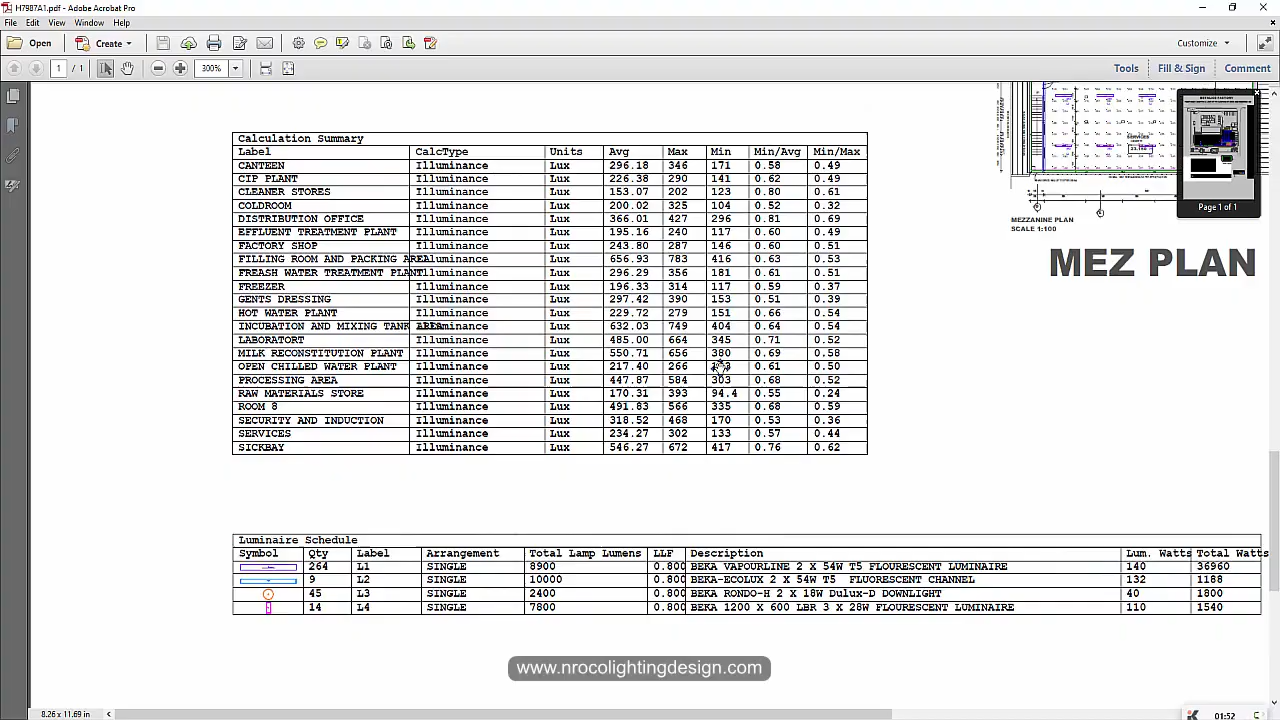 H7987A1.pdf - Adobe Acrobat Pro
File Edit View Window Help
Open Create Customize
1 / 1 300% Tools Fill & Sign Comment
Calculation Summary
Label CalcType Units Avg Max Min Min/Avg Min/Max
CANTEEN Illuminance Lux 296.18 346 171 0.58 0.49
CIP PLANT Illuminance Lux 226.38 290 141 0.62 0.49
CLEANER STORES Illuminance Lux 153.07 202 123 0.80 0.61
COLDROOM Illuminance Lux 200.02 325 104 0.52 0.32
DISTRIBUTION OFFICE Illuminance Lux 366.01 427 296 0.81 0.69
EFFLUENT TREATMENT PLANT Illuminance Lux 195.16 240 117 0.60 0.49
FACTORY SHOP Illuminance Lux 243.80 287 146 0.60 0.51
FILLING ROOM AND PACKING AREA Illuminance Lux 656.93 783 416 0.63 0.53
FREASH WATER TREATMENT PLANT Illuminance Lux 296.29 356 181 0.61 0.51
FREEZER Illuminance Lux 196.33 314 117 0.59 0.37
GENTS DRESSING Illuminance Lux 297.42 390 153 0.51 0.39
HOT WATER PLANT Illuminance Lux 229.72 279 151 0.66 0.54
INCUBATION AND MIXING TANK AREA Illuminance Lux 632.03 749 404 0.64 0.54
LABORATORT Illuminance Lux 485.00 664 345 0.71 0.52
MILK RECONSTITUTION PLANT Illuminance Lux 550.71 656 380 0.69 0.58
OPEN CHILLED WATER PLANT Illuminance Lux 217.40 266 0.61 0.50
PROCESSING AREA Illuminance Lux 447.87 584 303 0.68 0.52
RAW MATERIALS STORE Illuminance Lux 170.31 393 94.4 0.55 0.24
ROOM 8 Illuminance Lux 491.83 566 335 0.68 0.59
SECURITY AND INDUCTION Illuminance Lux 318.52 468 170 0.53 0.36
SERVICES Illuminance Lux 234.27 302 133 0.57 0.44
SICKBAY Illuminance Lux 546.27 672 417 0.76 0.62
SERVICES
Page 1 of 1
MEZZANINE PLAN
SCALE 1:100
MEZ PLAN
Luminaire Schedule
Symbol Qty Label Arrangement Total Lamp Lumens LLF Description Lum. Watts Total Watts
264 L1 SINGLE 8900 0.800 BEKA VAPOURLINE 2 X 54W T5 FLOURESCENT LUMINAIRE 140 36960
9 L2 SINGLE 10000 0.800 BEKA-ECOLUX 2 X 54W T5 FLUORESCENT CHANNEL 132 1188
45 L3 SINGLE 2400 0.800 BEKA RONDO-H 2 X 18W Dulux-D DOWNLIGHT 40 1800
14 L4 SINGLE 7800 0.800 BEKA 1200 X 600 LBR 3 X 28W FLOURESCENT LUMINAIRE 110 1540
www.nrocolightingdesign.com
8.26 x 11.69 in
01:52